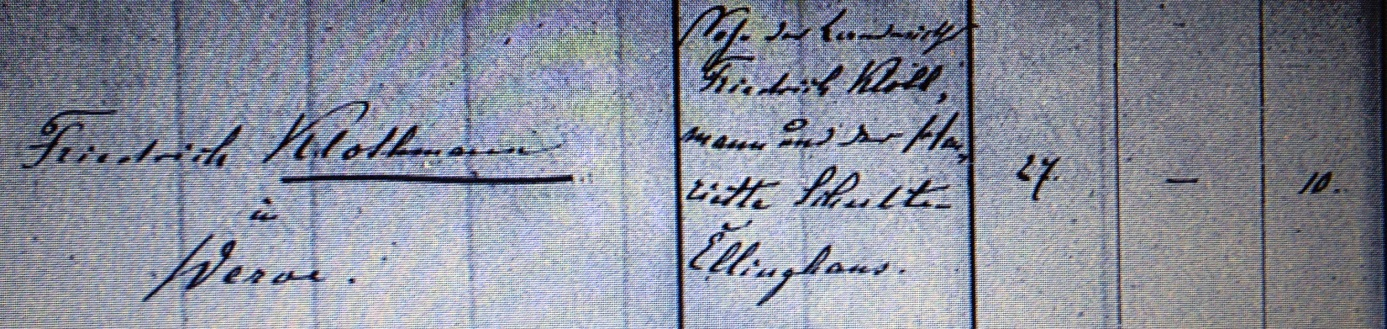 Friedrich Klothmann
in
Werve.
Sohn des Landwirths
Friedrich Kloth,
mann und der Hen,
riette Schulte-
Ellinghaus.
27.
—
10.